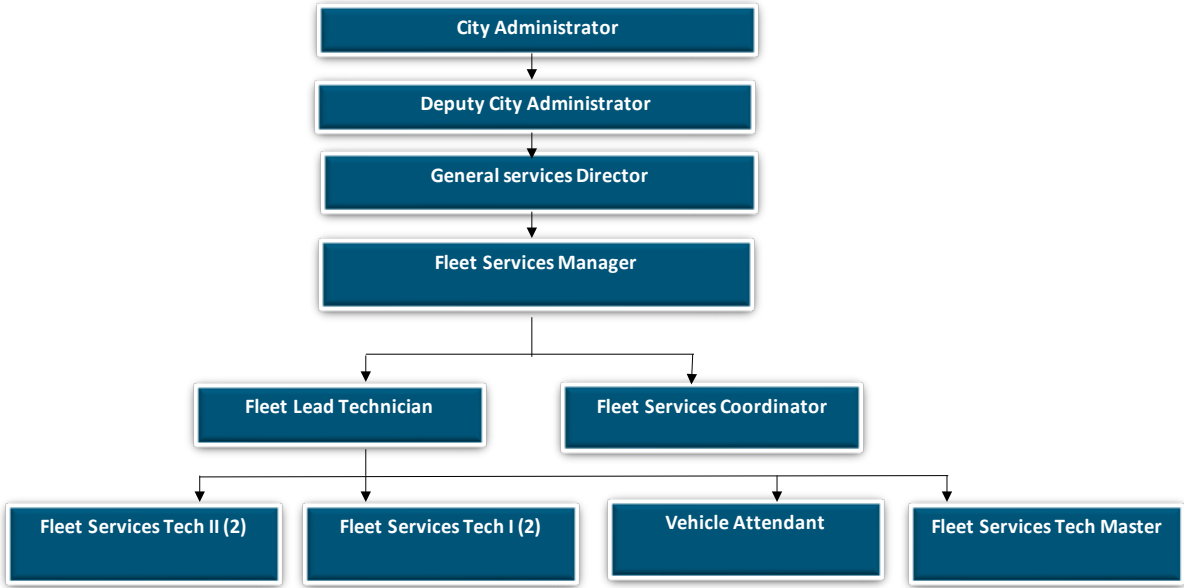 City Administrator
Deputy City Administrator
General services Director
Fleet Services Manager
Fleet Lead Technician
Fleet Services Coordinator
Fleet Services Tech II (2)
Fleet Services Tech I (2)
Vehicle Attendant
Fleet Services Tech Master